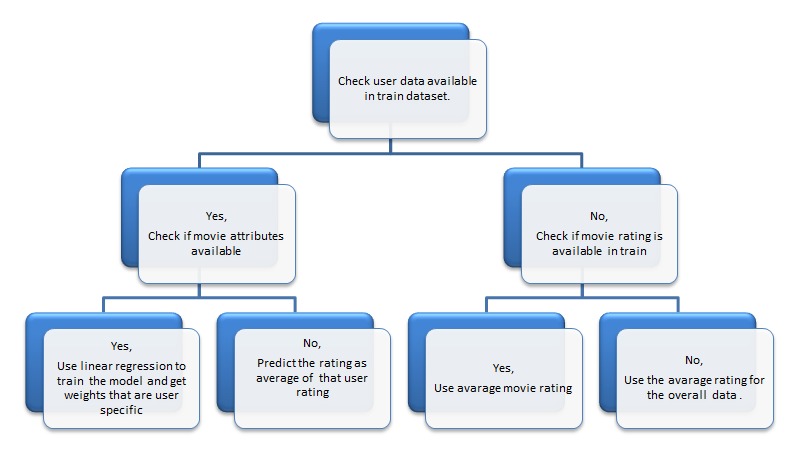 Check user data available
in train dataset.
Yes,
Check if movie attributes
available
No,
Check if movie rating is
available in train
Yes,
Use linear regression to
train the model and get
weights that are user
specific
No,
Predict the rating as
average of that user
rating
Yes,
Use avarage movie rating
No,
Use the avarage rating for
the overall data .